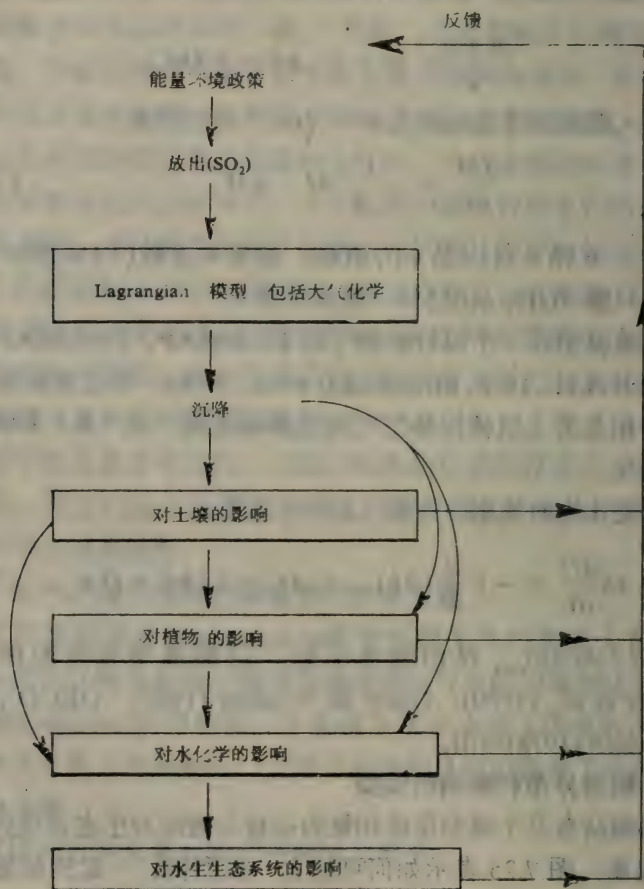 反馈
能量环境政策
放出(SO₂)
Lagrangian 模型 包括大气化学
沉降
对土壤的影响
对植物的影响
对水化学的影响
对水生生态系统的影响